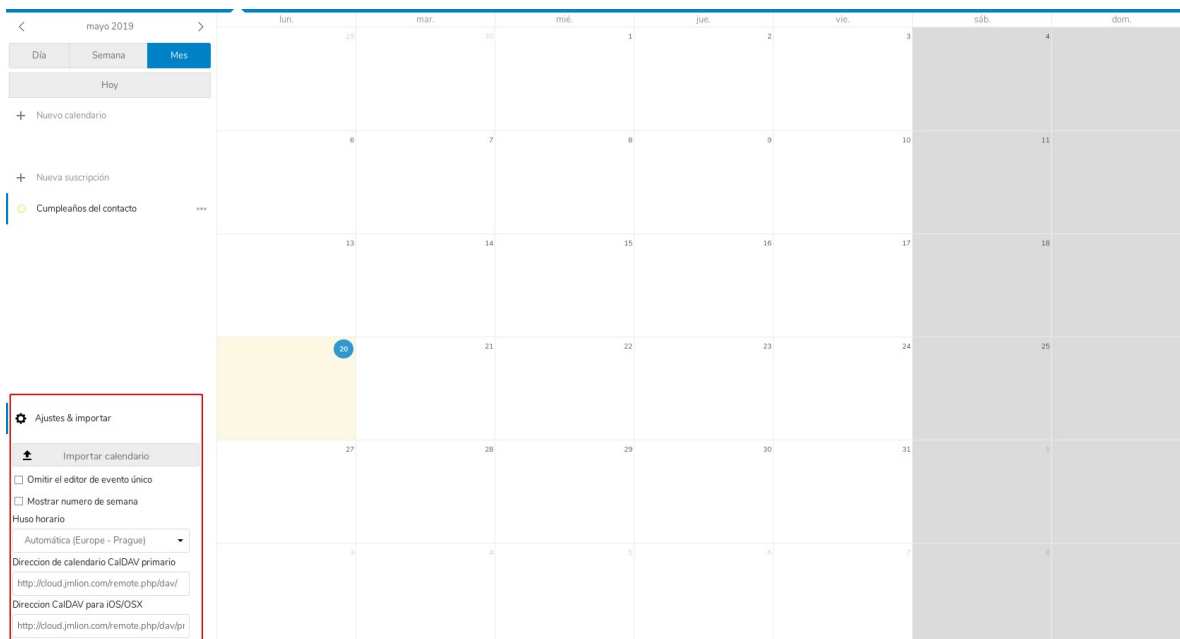 mayo 2019
Día Semana Mes
Hoy
+ Nuevo calendario
+ Nueva suscripción
Cumpleaños del contacto
Ajustes & importar
Importar calendario
Omitir el editor de evento único
Mostrar numero de semana
Huso horario
Automática (Europe - Prague)
Direccion de calendario CalDAV primario
http://cloud.jmlion.com/remote.php/dav/
Direccion CalDAV para iOS/OSX
http://cloud.jmlion.com/remote.php/dav/pr
lun. mar. mié. jue. vie. sáb. dom.
29 30 1 2 3 4
6 7 8 9 10 11
13 14 15 16 17 18
20 21 22 23 24 25
27 28 29 30 31 1
3 4 5 6 7 8